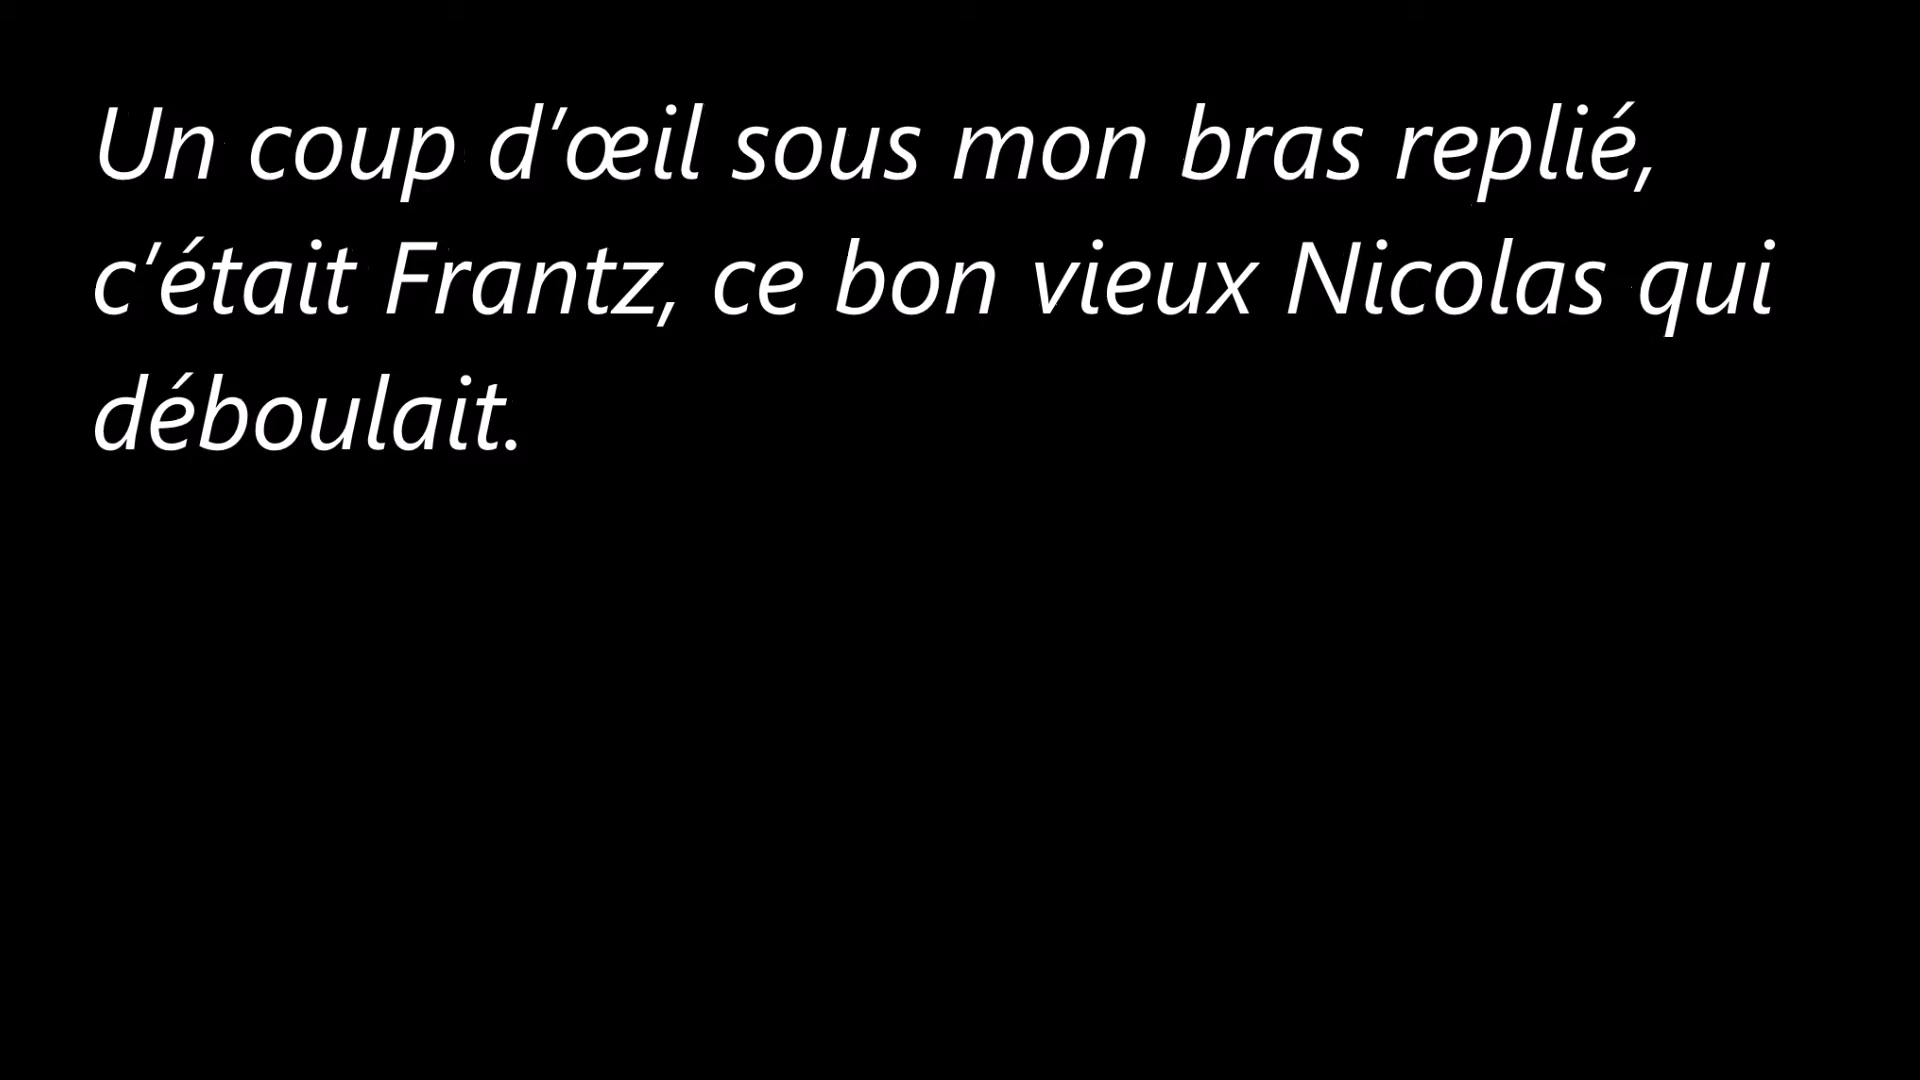 Un coup d’œil sous mon bras replié,
c’était Frantz, ce bon vieux Nicolas qui
déboulait.